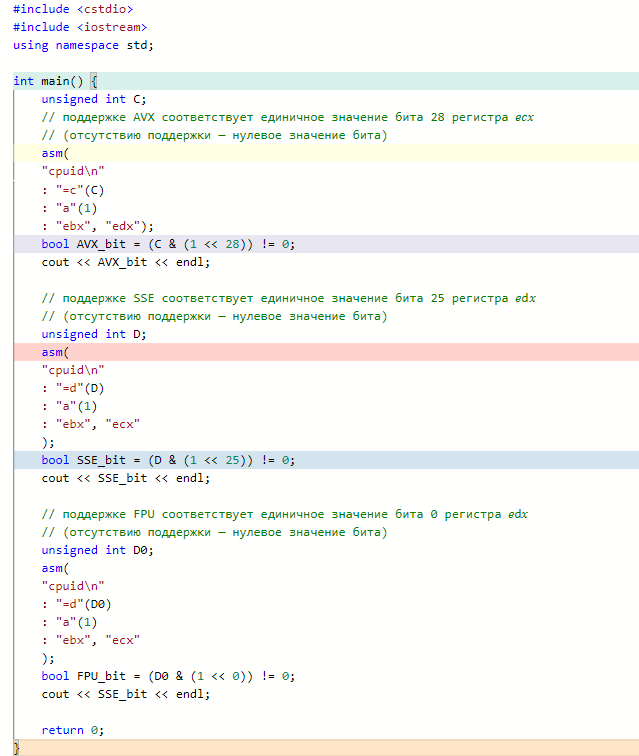 #include <cstdio>
#include <iostream>
using namespace std;
int main() {
unsigned int C;
// поддержке AVX соответствует единичное значение бита 28 регистра ecx
// (отсутствию поддержки — нулевое значение бита)
asm(
"cpuid\n"
: "=c"(C)
: "a"(1)
: "ebx", "edx");
bool AVX_bit = (C & (1 << 28)) != 0;
cout << AVX_bit << endl;
// поддержке SSE соответствует единичное значение бита 25 регистра edx
// (отсутствию поддержки — нулевое значение бита)
unsigned int D;
asm(
"cpuid\n"
: "=d"(D)
: "a"(1)
: "ebx", "ecx"
);
bool SSE_bit = (D & (1 << 25)) != 0;
cout << SSE_bit << endl;
// поддержке FPU соответствует единичное значение бита 0 регистра edx
// (отсутствию поддержки — нулевое значение бита)
unsigned int D0;
asm(
"cpuid\n"
: "=d"(D0)
: "a"(1)
: "ebx", "ecx"
);
bool FPU_bit = (D0 & (1 << 0)) != 0;
cout << SSE_bit << endl;
return 0;
}